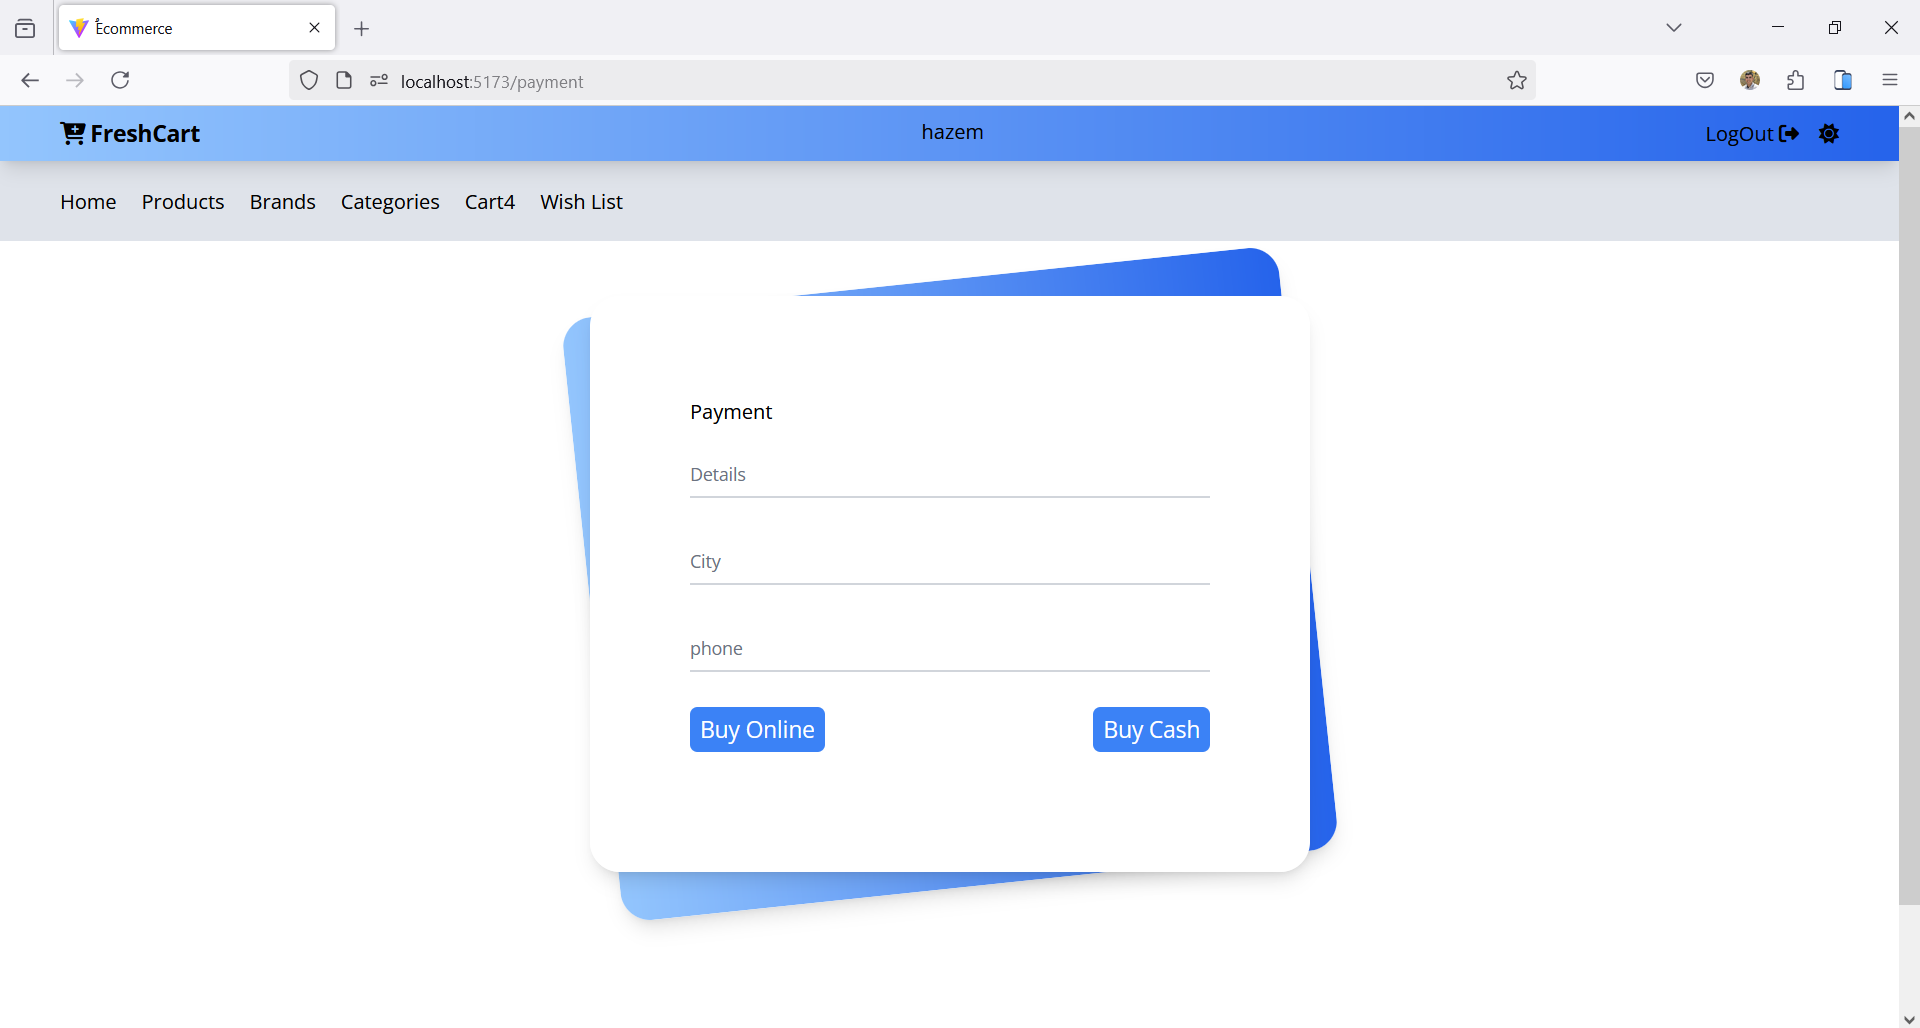 Ecommerce
localhost:5173/payment
FreshCart hazem LogOut
Home Products Brands Categories Cart4 Wish List
Payment
Details
City
phone
Buy Online Buy Cash